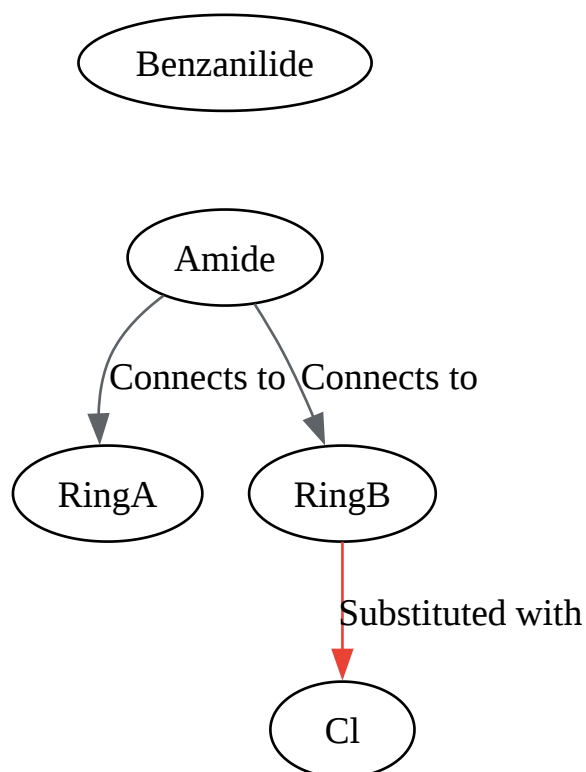 Benzanilide
Amide
Connects to Connects to
RingA RingB
Substituted with
Cl